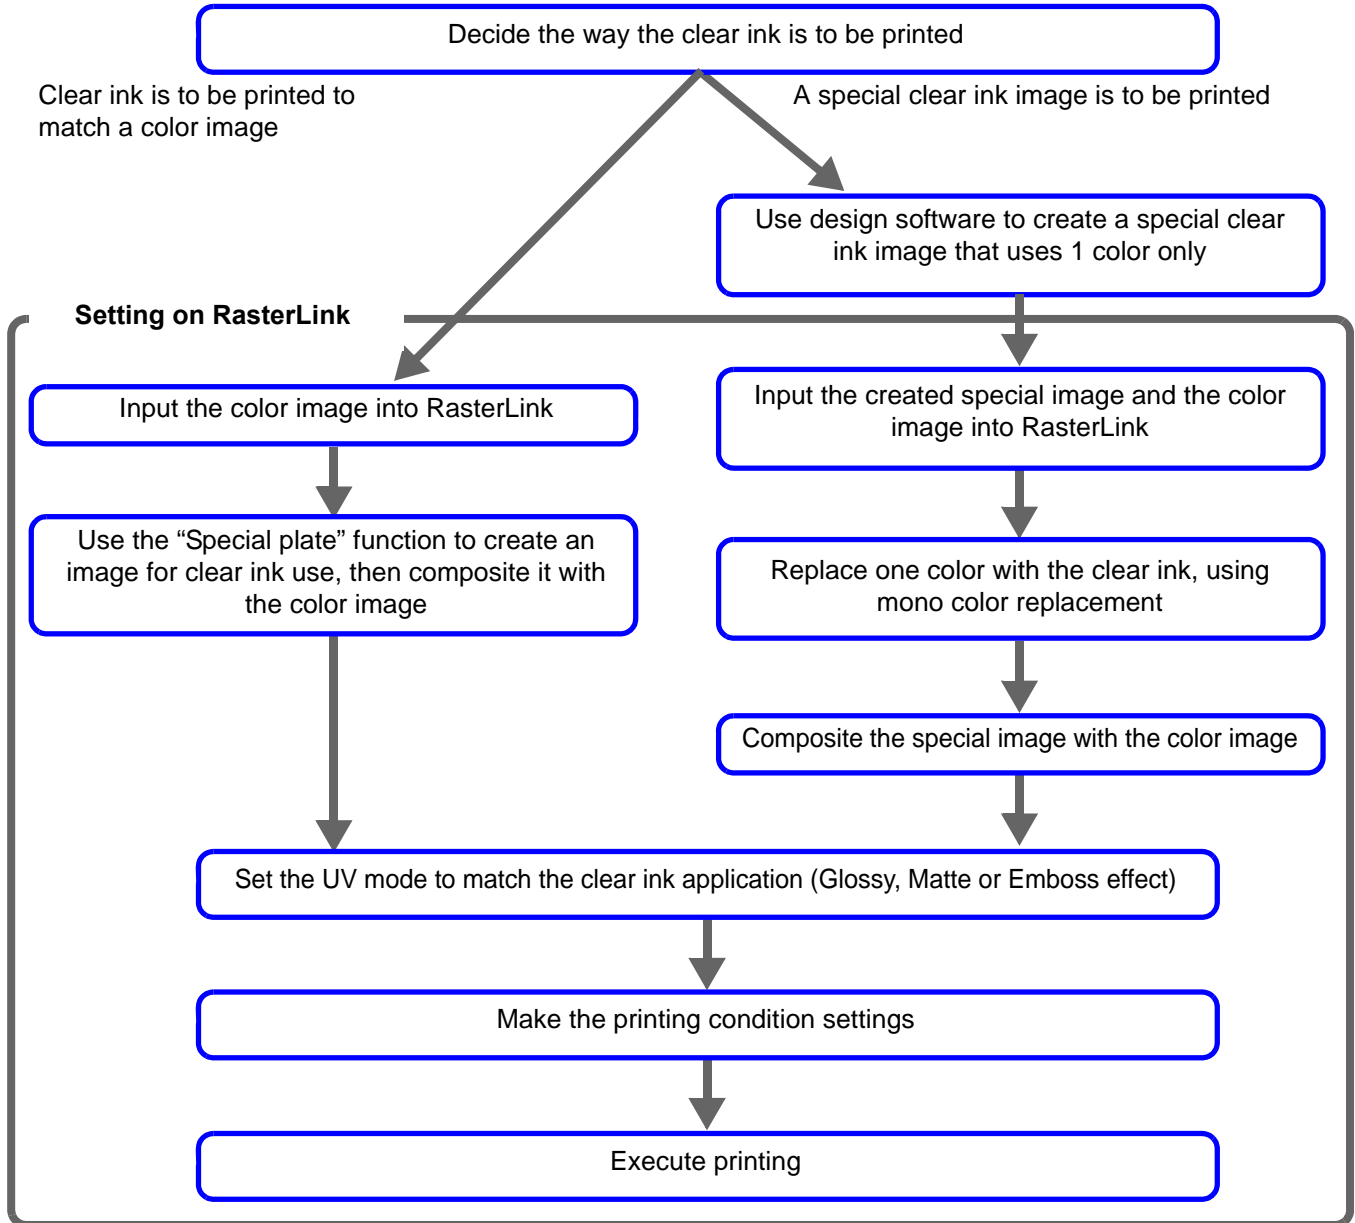 Decide the way the clear ink is to be printed
Clear ink is to be printed to
match a color image
A special clear ink image is to be printed
Use design software to create a special clear
ink image that uses 1 color only
Setting on RasterLink
Input the color image into RasterLink
Input the created special image and the color
image into RasterLink
Use the “Special plate” function to create an
image for clear ink use, then composite it with
the color image
Replace one color with the clear ink, using
mono color replacement
Composite the special image with the color image
Set the UV mode to match the clear ink application (Glossy, Matte or Emboss effect)
Make the printing condition settings
Execute printing